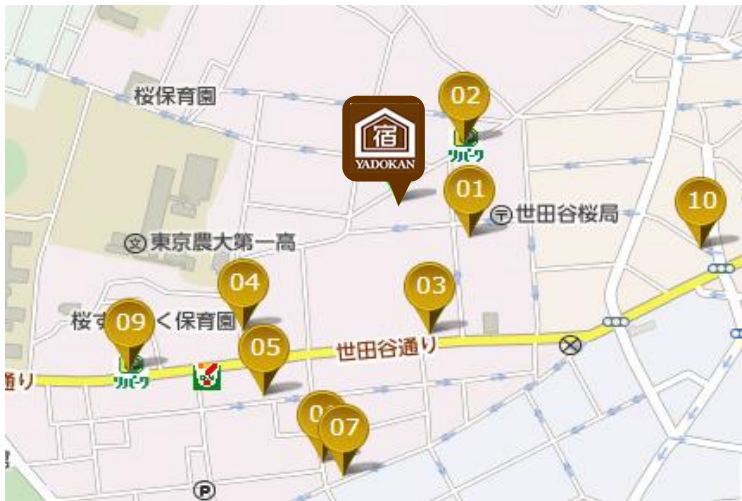 桜保育園
02
宿
YADOKAN
リパーク
01
〒世田谷桜局
10
文 東京農大第一高
04
03
桜す
く保育園
09
05
世田谷通り
リパーク
通り
07
P